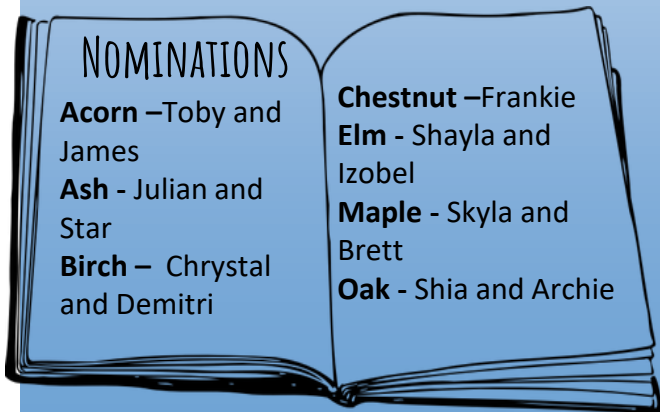 NOMINATIONS
Acorn –Toby and
James
Ash - Julian and
Star
Birch – Chrystal
and Demitri
Chestnut –Frankie
Elm - Shayla and
Izobel
Maple - Skyla and
Brett
Oak - Shia and Archie